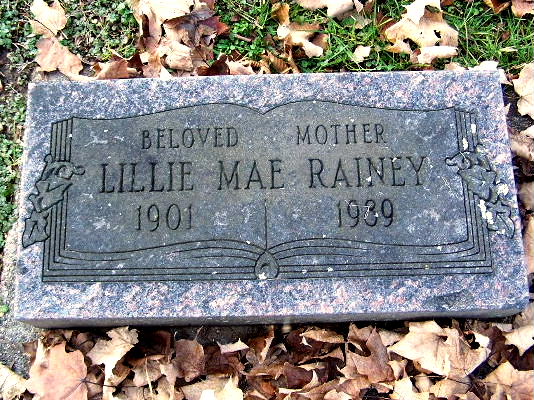 BELOVED MOTHER
LILLIE MAE RAINEY
1901 1989